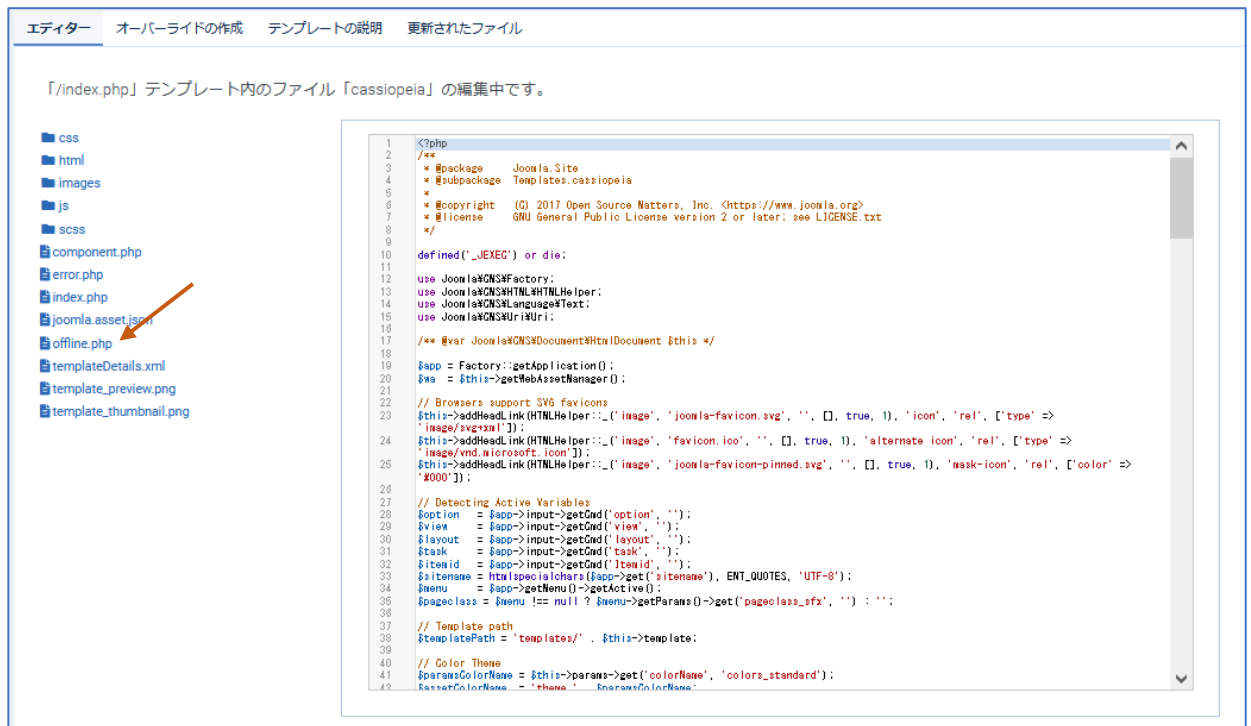 エディター オーバーライドの作成 テンプレートの説明 更新されたファイル
「/index.php」テンプレート内のファイル「cassiopeia」の編集中です。
css
html
images
js
scss
component.php
error.php
index.php
joomla.asset.json
offline.php
templateDetails.xml
template_preview.png
template_thumbnail.png
1 <?php
2 /**
3 * @package Joomla.Site
4 * @subpackage Templates.cassiopeia
5 *
6 * @copyright (C) 2017 Open Source Matters, Inc. <https://www.joomla.org>
7 * @license GNU General Public License version 2 or later; see LICENSE.txt
8 */
9
10 defined('_JEXEC') or die;
11
12 use Joomla¥CMS¥Factory;
13 use Joomla¥CMS¥HTML¥HTMLHelper;
14 use Joomla¥CMS¥Language¥Text;
15 use Joomla¥CMS¥Uri¥Uri;
16
17 /** @var Joomla¥CMS¥Document¥HtmlDocument $this */
18
19 $app = Factory::getApplication();
20 $wa = $this->getWebAssetManager();
21
22 // Browsers support SVG favicons
23 $this->addHeadLink(HTMLHelper::_('image', 'joomla-favicon.svg', '', [], true, 1), 'icon', 'rel', ['type' =>
'image/svg+xml']);
24 $this->addHeadLink(HTMLHelper::_('image', 'favicon.ico', '', [], true, 1), 'alternate icon', 'rel', ['type' =>
'image/vnd.microsoft.icon']);
25 $this->addHeadLink(HTMLHelper::_('image', 'joomla-favicon-pinned.svg', '', [], true, 1), 'mask-icon', 'rel', ['color' =>
'#000']);
26
27 // Detecting Active Variables
28 $option = $app->input->getCmd('option', '');
29 $view = $app->input->getCmd('view', '');
30 $layout = $app->input->getCmd('layout', '');
31 $task = $app->input->getCmd('task', '');
32 $itemid = $app->input->getCmd('Itemid', '');
33 $sitename = htmlspecialchars($app->get('sitename'), ENT_QUOTES, 'UTF-8');
34 $menu = $app->getMenu()->getActive();
35 $pageclass = $menu !== null ? $menu->getParams()->get('pageclass_sfx', '') : '';
36
37 // Template path
38 $templatePath = 'templates/' . $this->template;
39
40 // Color Theme
41 $paramsColorName = $this->params->get('colorName', 'colors_standard');
42 $assetColorName = 'theme.' . $paramsColorName;